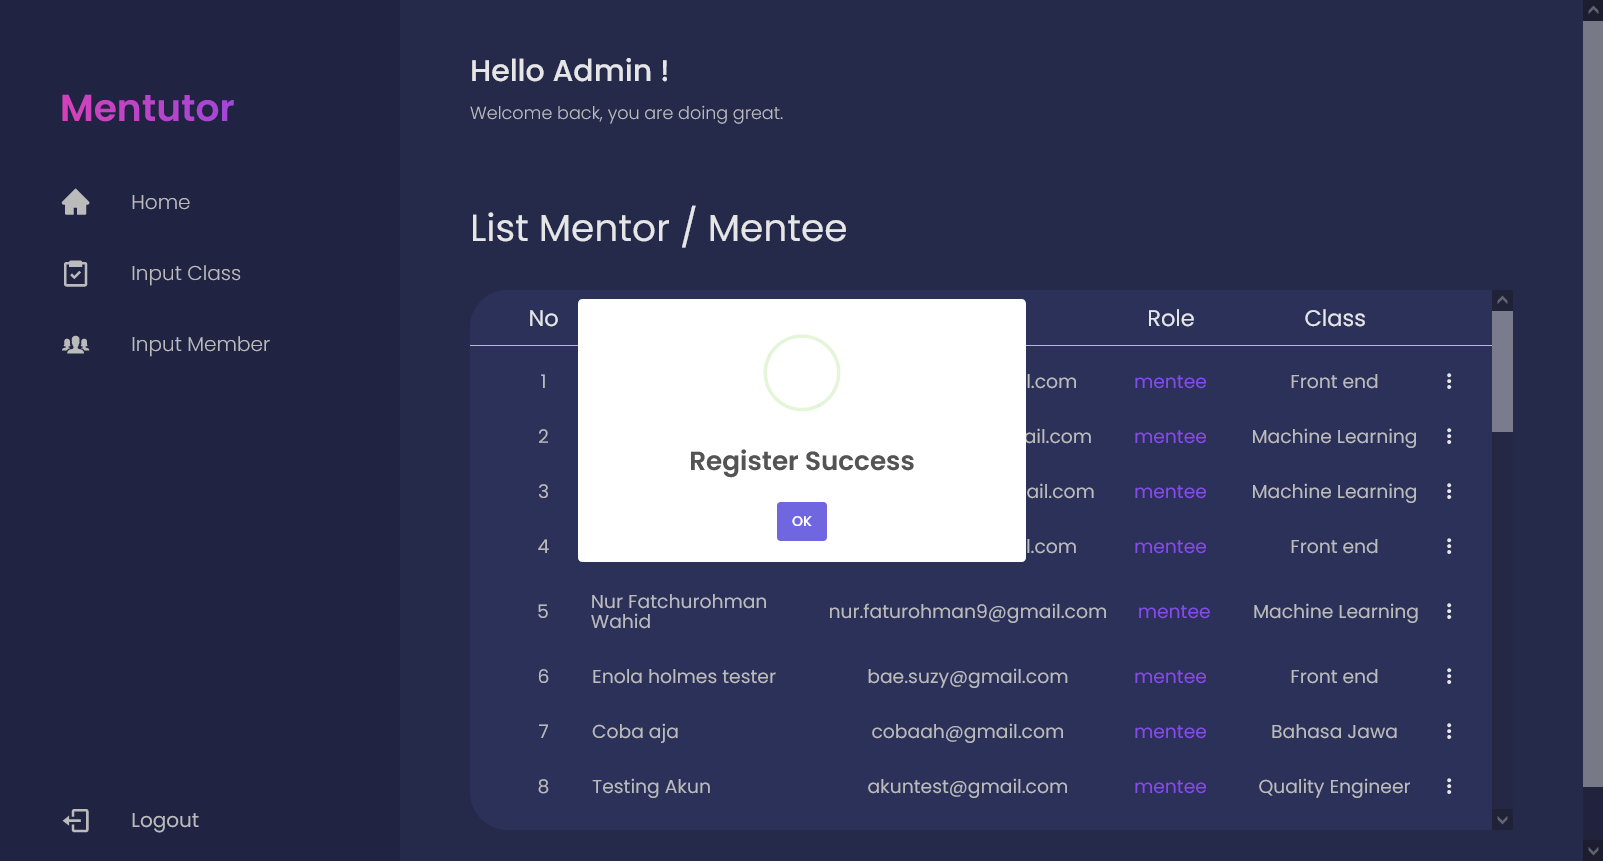 Mentutor
Home
Input Class
Input Member
Logout
Hello Admin !
Welcome back, you are doing great.
List Mentor / Mentee
No Role Class
1 l.com mentee Front end
2 ail.com mentee Machine Learning
3 ail.com mentee Machine Learning
4 l.com mentee Front end
Register Success
OK
5 Nur Fatchurohman Wahid nur.faturohman9@gmail.com mentee Machine Learning
6 Enola holmes tester bae.suzy@gmail.com mentee Front end
7 Coba aja cobaah@gmail.com mentee Bahasa Jawa
8 Testing Akun akuntest@gmail.com mentee Quality Engineer